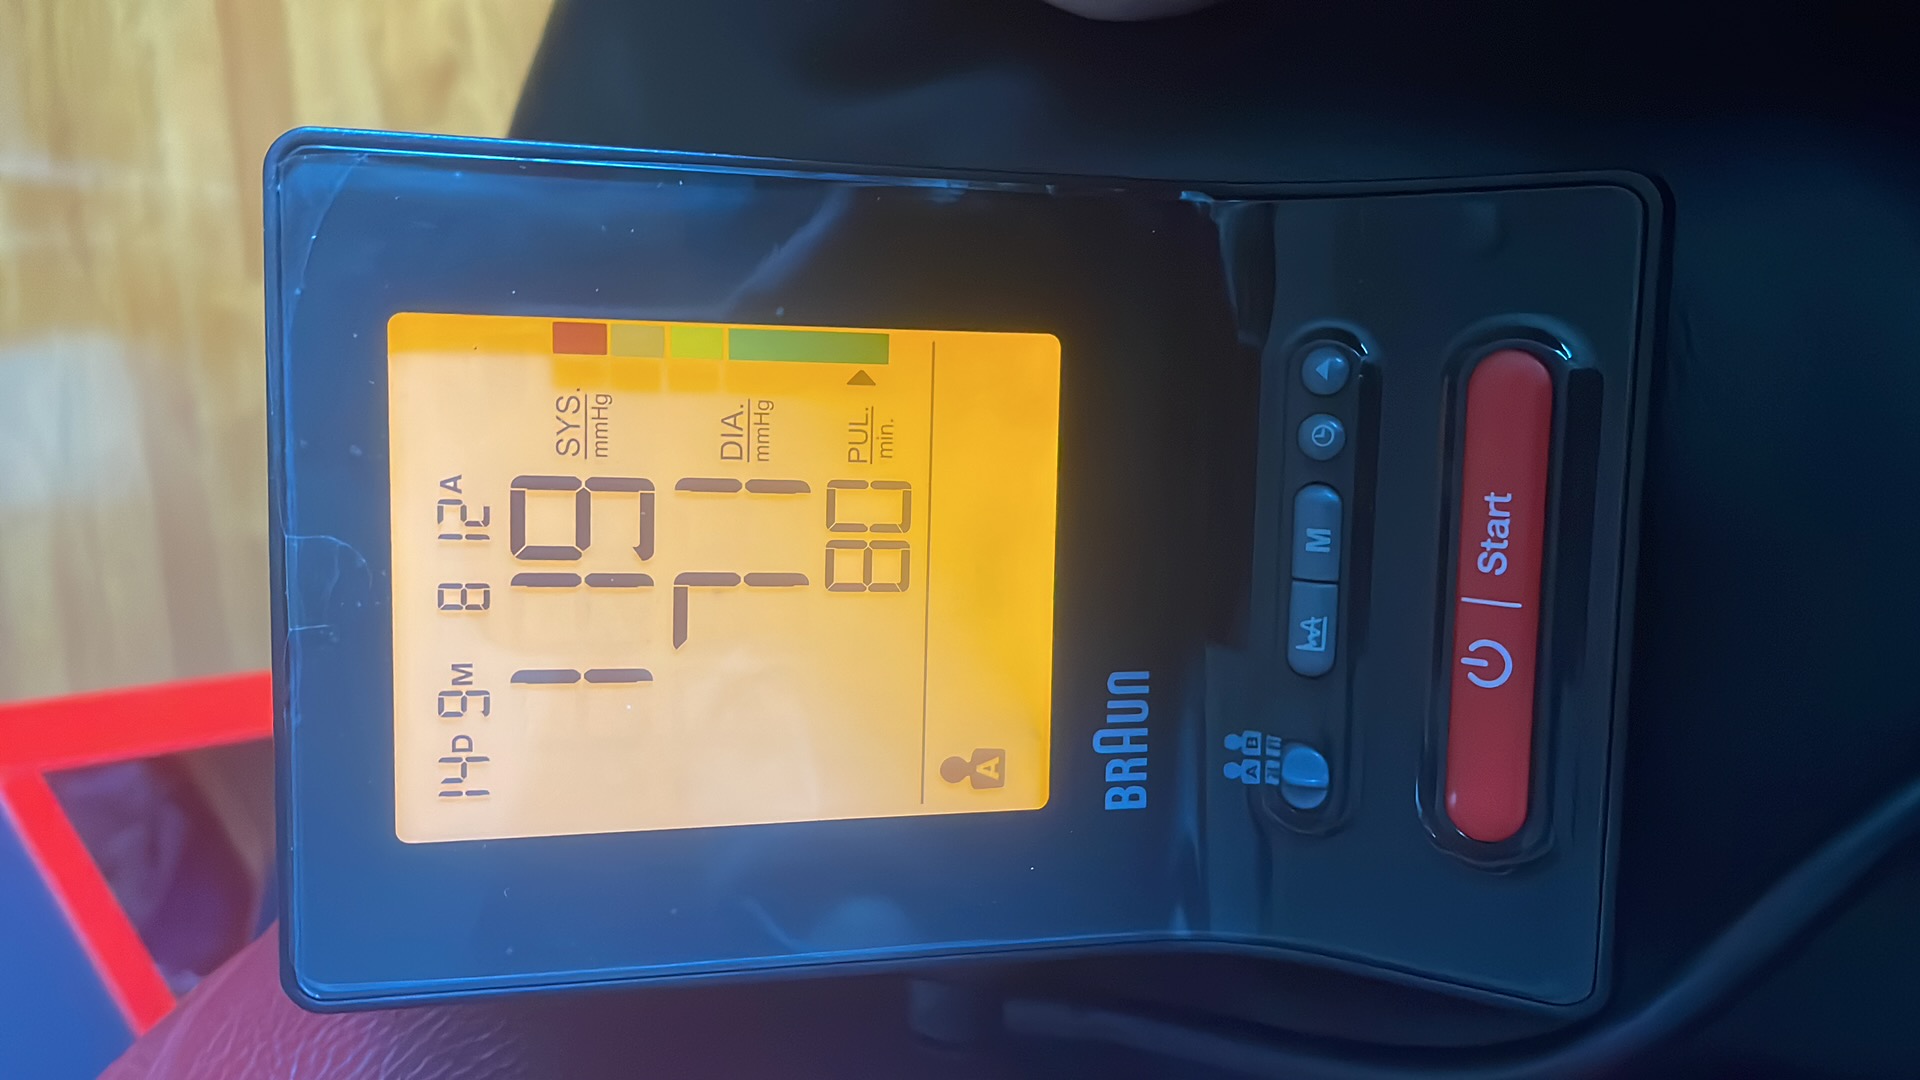 14D 9M 8 12A
119 SYS. mmHg
71 DIA. mmHg
80 PUL. min.
A
BRAUN
A B
M
Start